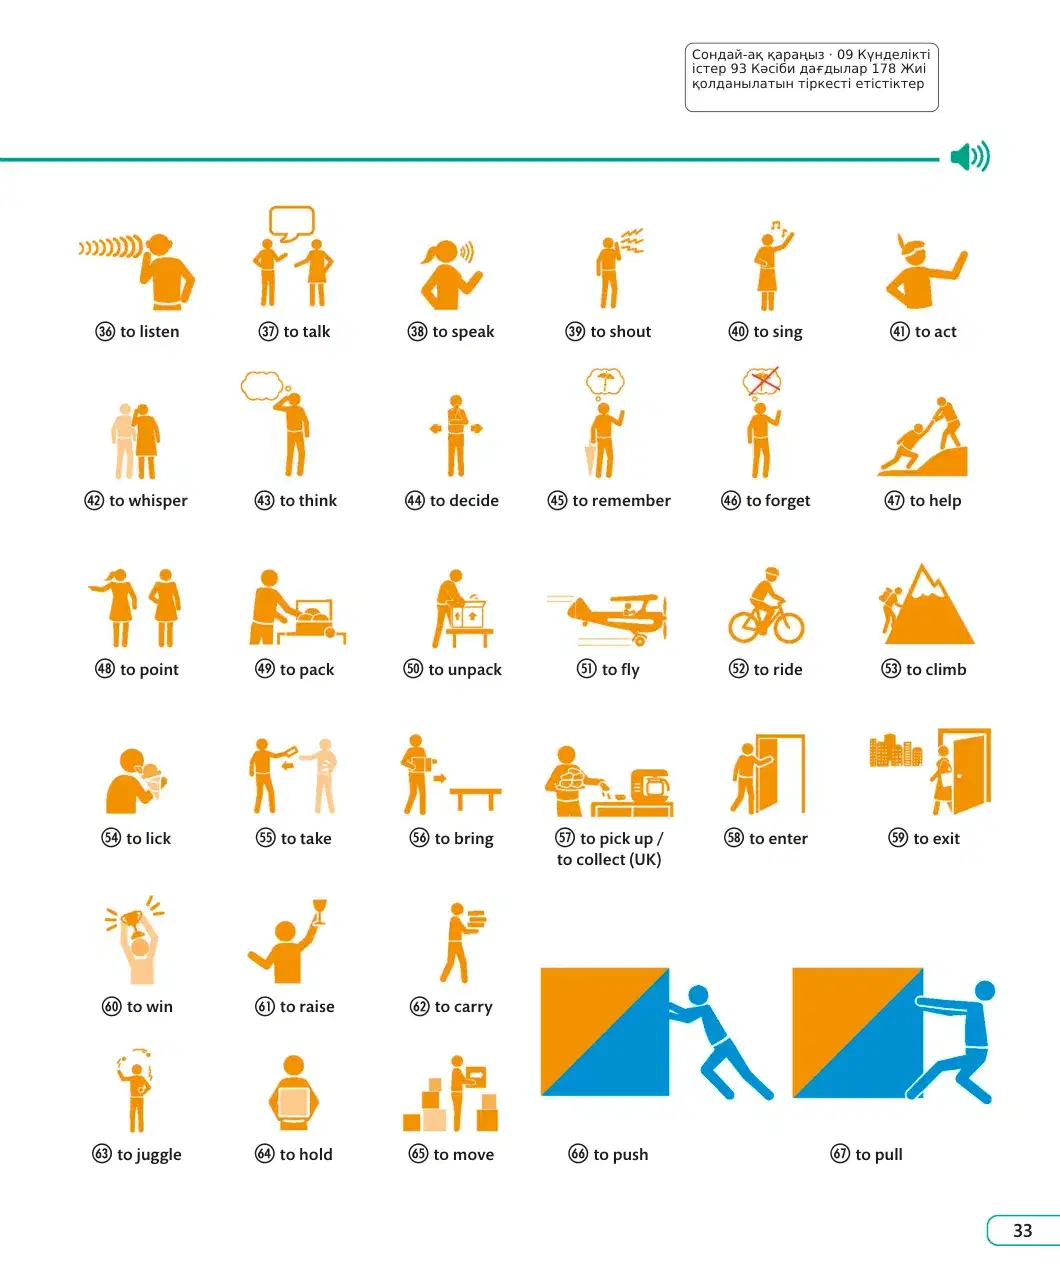 Сондай-ақ қараңыз · 09 Күнделікті
істер 93 Кәсіби дағдылар 178 Жиі
қолданылатын тіркесті етістіктер
36 to listen
37 to talk
38 to speak
39 to shout
40 to sing
41 to act
42 to whisper
43 to think
44 to decide
45 to remember
46 to forget
47 to help
48 to point
49 to pack
50 to unpack
51 to fly
52 to ride
53 to climb
54 to lick
55 to take
56 to bring
57 to pick up /
to collect (UK)
58 to enter
59 to exit
60 to win
61 to raise
62 to carry
63 to juggle
64 to hold
65 to move
66 to push
67 to pull
33